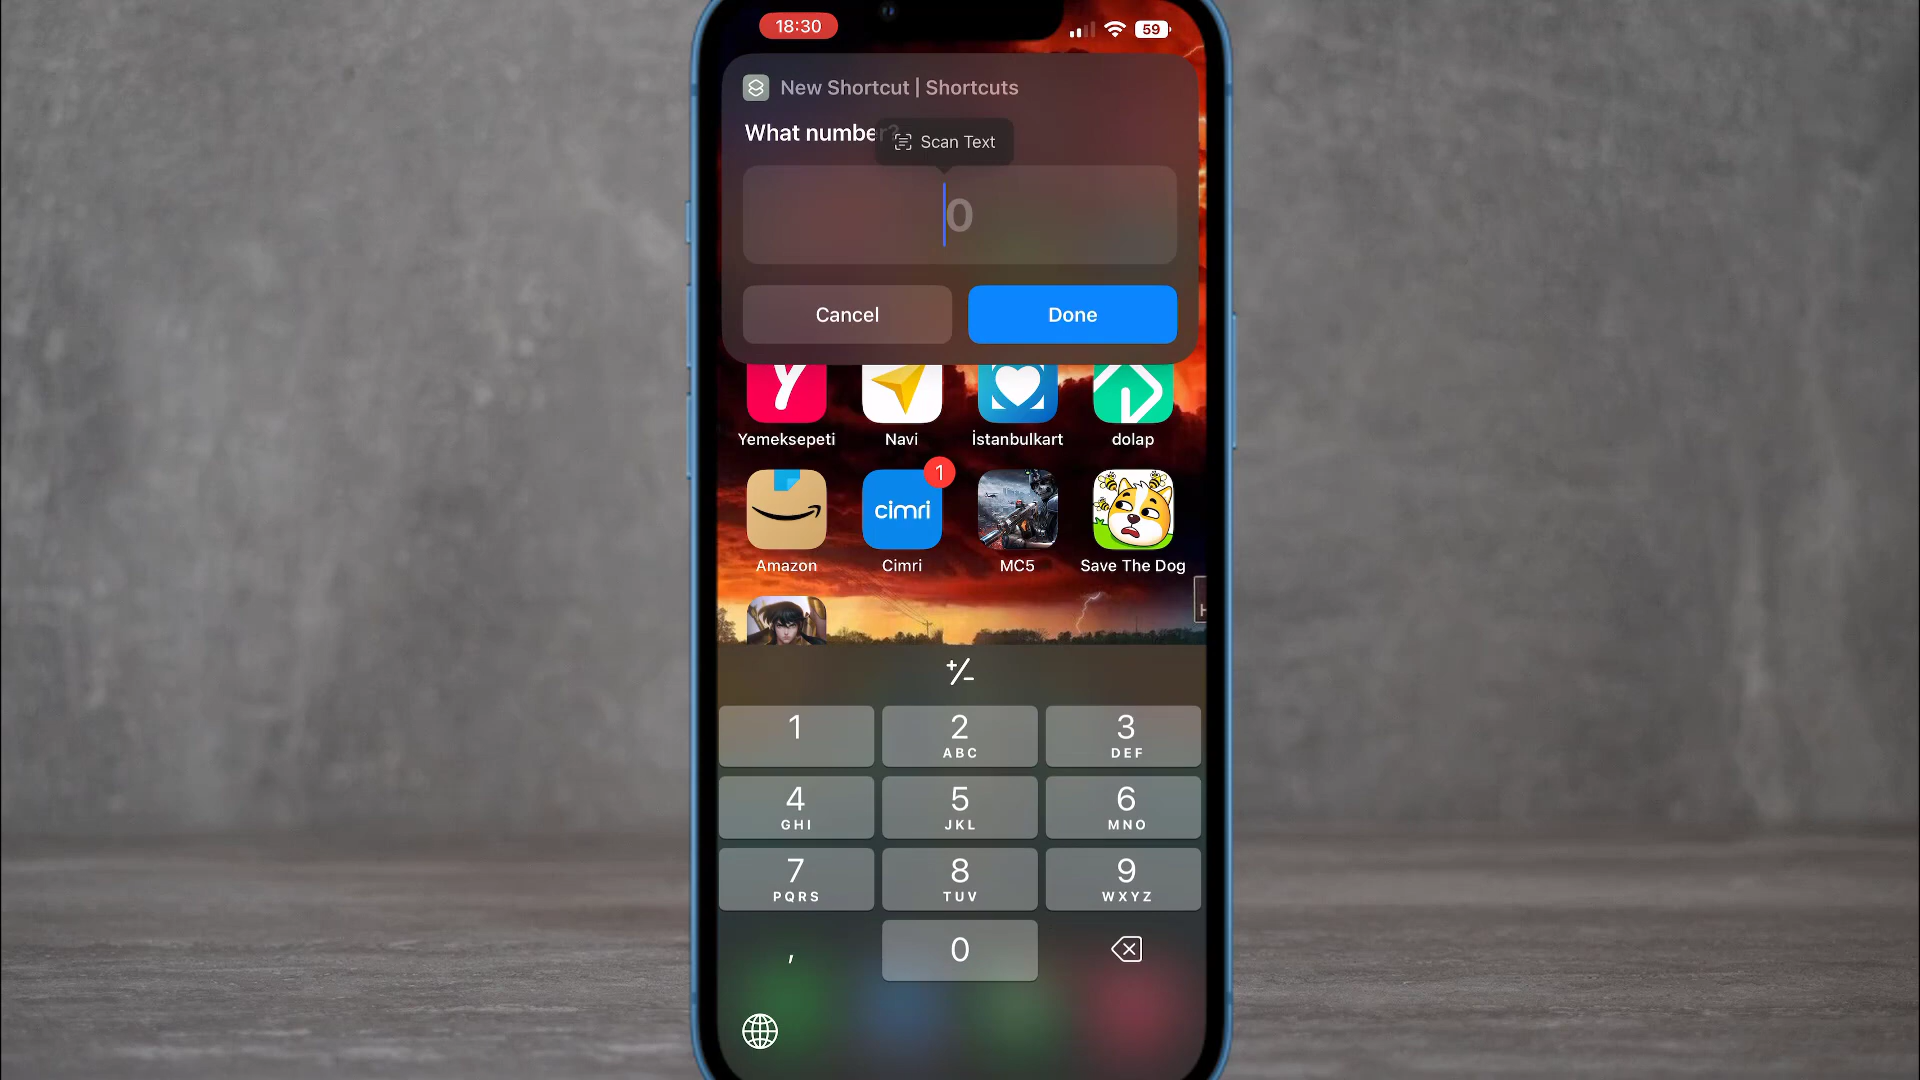 18:30
59
New Shortcut | Shortcuts
What number?
Scan Text
0
Cancel
Done
Yemeksepeti
Navi
İstanbulkart
dolap
1
cimri
Amazon
Cimri
MC5
Save The Dog
H
+/-
1
2
ABC
3
DEF
4
GHI
5
JKL
6
MNO
7
PQRS
8
TUV
9
WXYZ
,
0